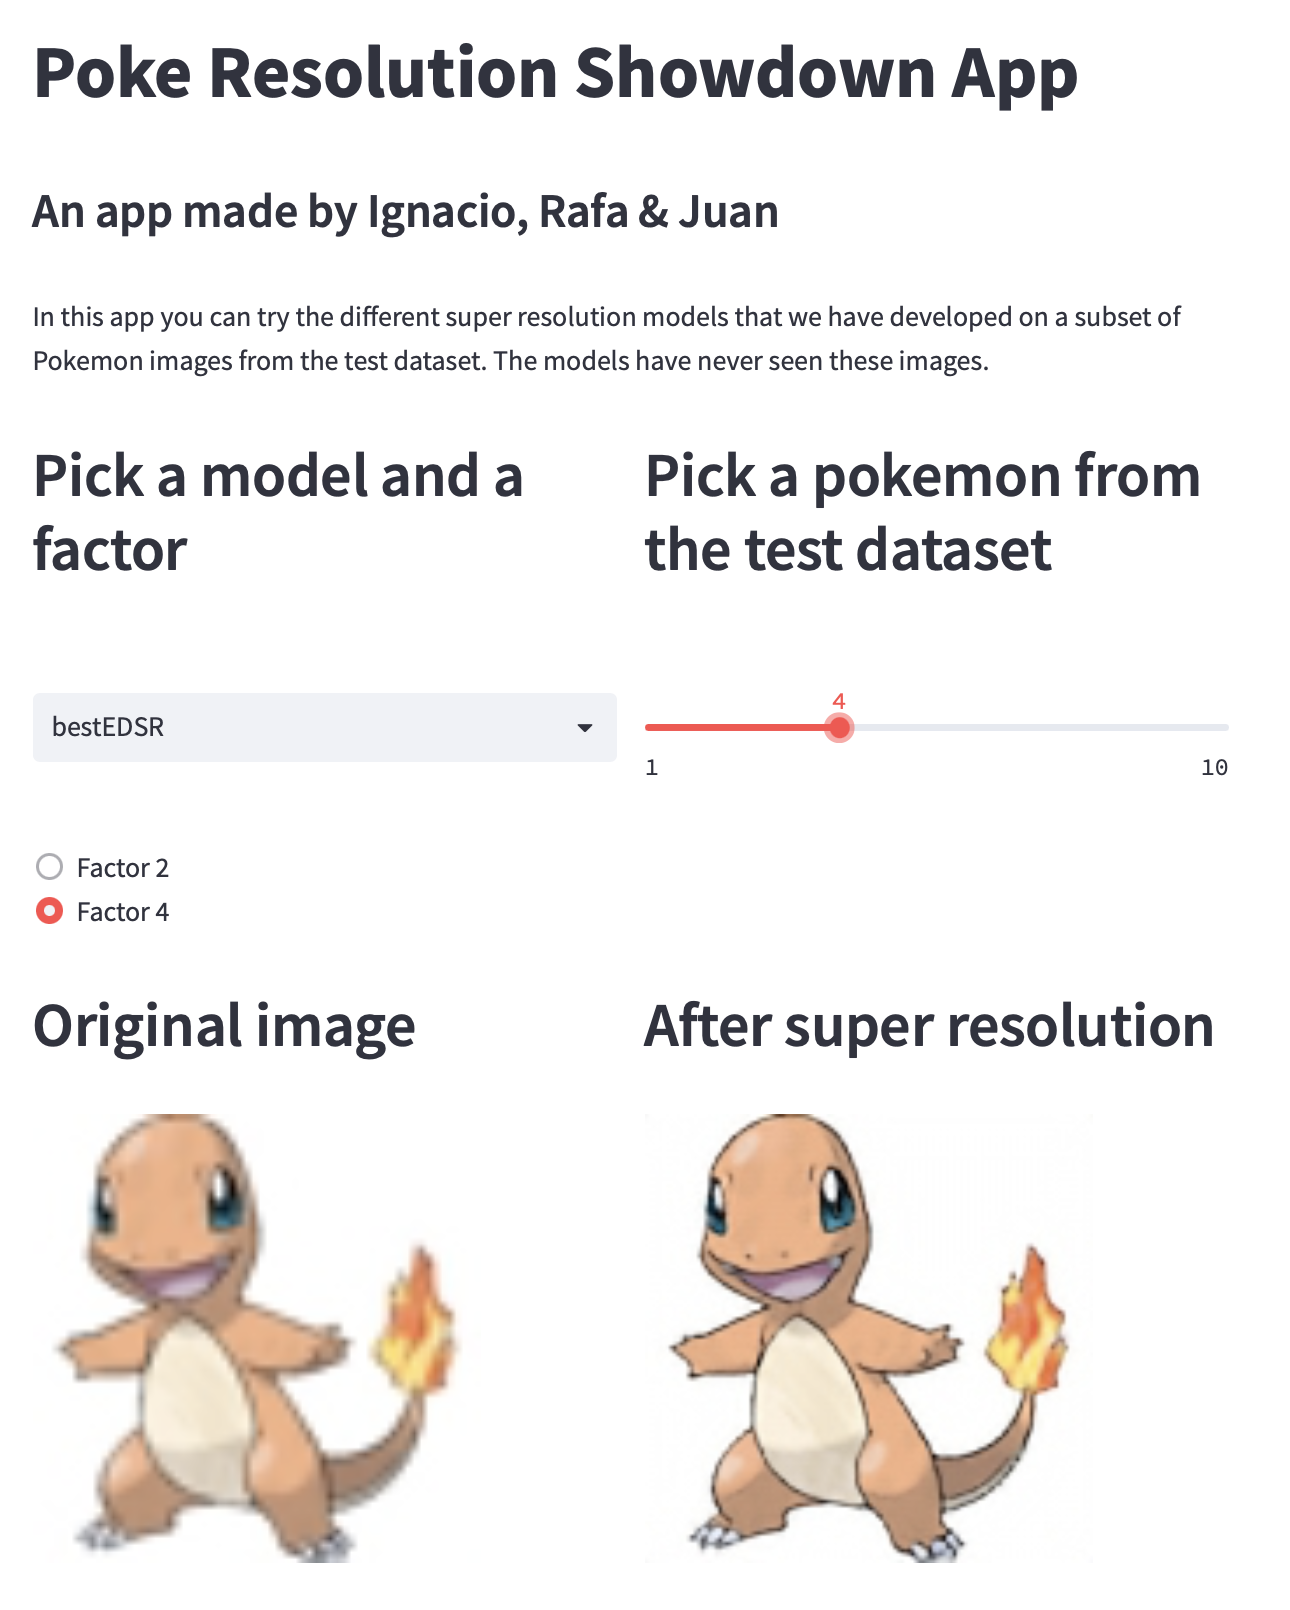 Poke Resolution Showdown App
An app made by Ignacio, Rafa & Juan
In this app you can try the different super resolution models that we have developed on a subset of
Pokemon images from the test dataset. The models have never seen these images.
Pick a model and a
factor
Pick a pokemon from
the test dataset
bestEDSR
4
1
10
Factor 2
Factor 4
Original image
After super resolution